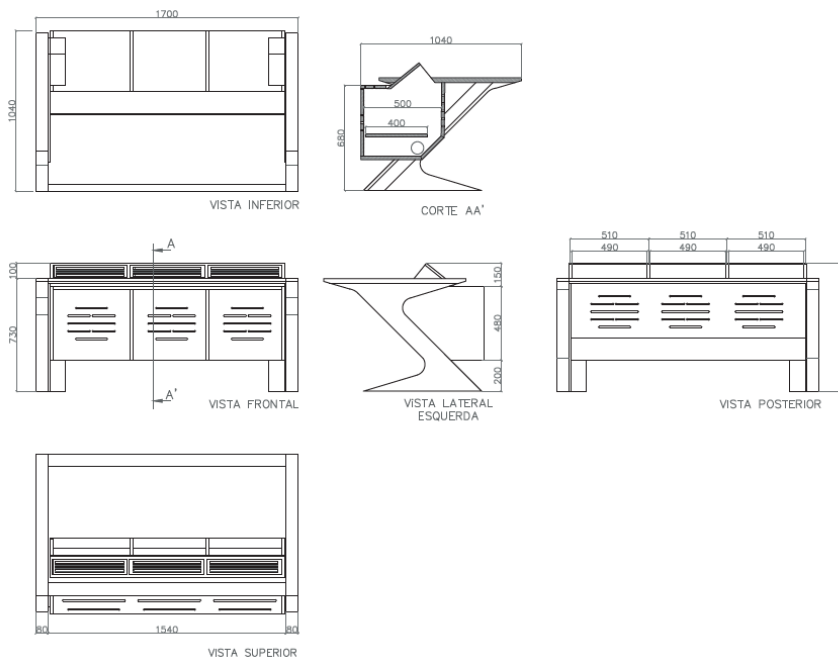 1700
1040
VISTA INFERIOR
1040
500
400
680
CORTE AA'
A
100
730
A'
VISTA FRONTAL
150
480
200
VISTA LATERAL
ESQUERDA
510 510 510
490 490 490
VISTA POSTERIOR
80 1540 80
VISTA SUPERIOR